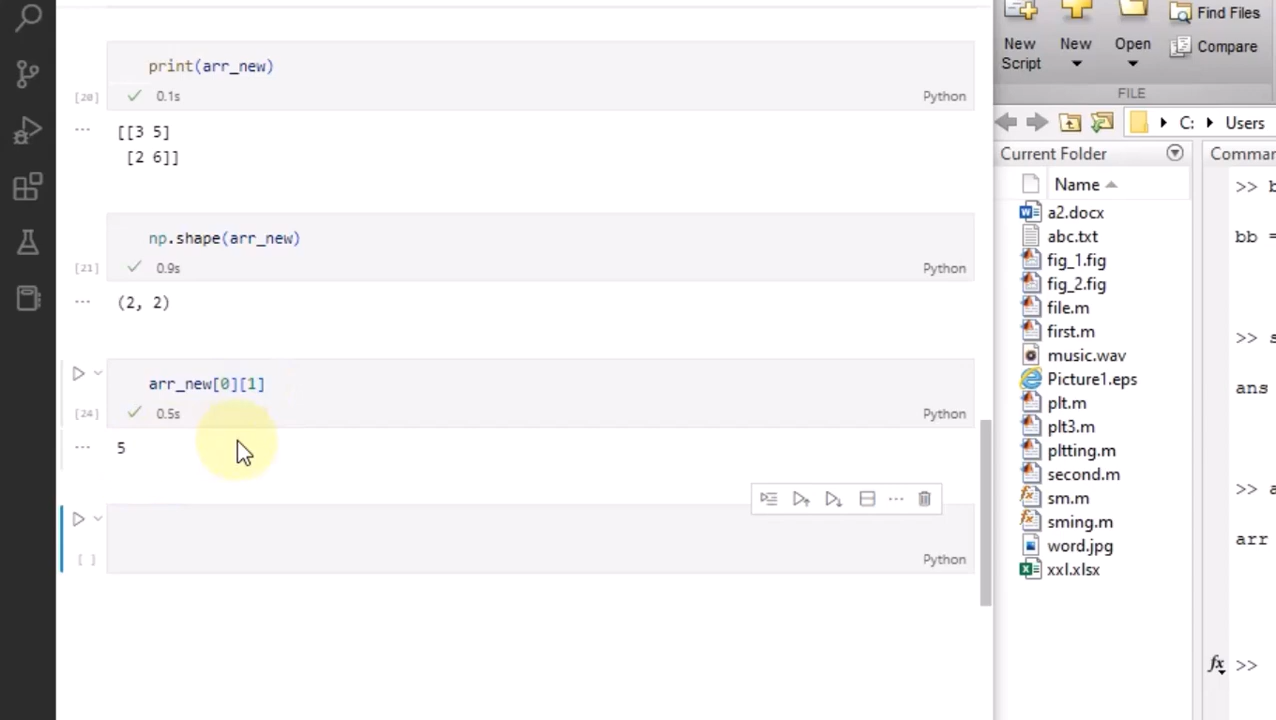 print(arr_new)
[20]
0.1s
Python
[[3 5]
[2 6]]
np.shape(arr_new)
[21]
0.9s
Python
(2, 2)
arr_new[0][1]
[24]
0.5s
Python
5
[ ]
Python
New
Script
New
Open
Find Files
Compare
FILE
C:
Users
Current Folder
Name
a2.docx
abc.txt
fig_1.fig
fig_2.fig
file.m
first.m
music.wav
Picture1.eps
plt.m
plt3.m
pltting.m
second.m
sm.m
sming.m
word.jpg
xxl.xlsx
>> b
bb =
>> s
ans
>> a
arr
fx >>